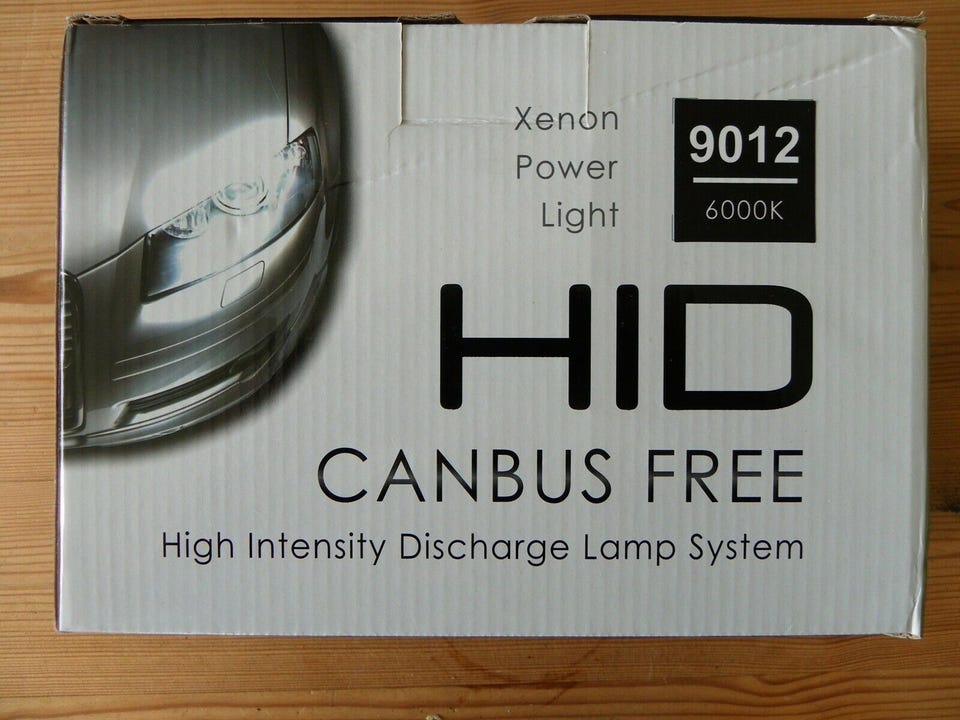 Xenon
Power
Light
9012
6000K
HID
CANBUS FREE
High Intensity Discharge Lamp System